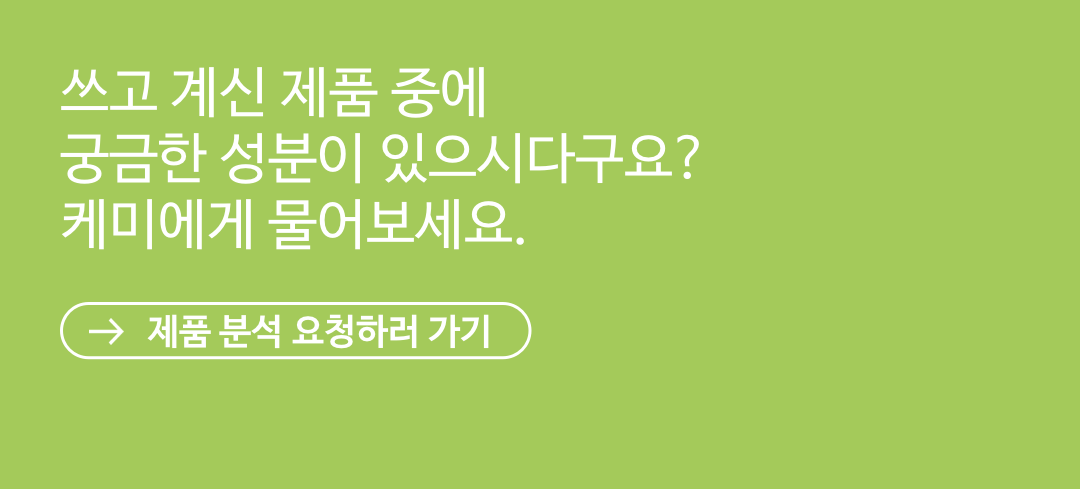 쓰고 계신 제품 중에
궁금한 성분이 있으시다구요?
케미에게 물어보세요.
→ 제품 분석 요청하러 가기